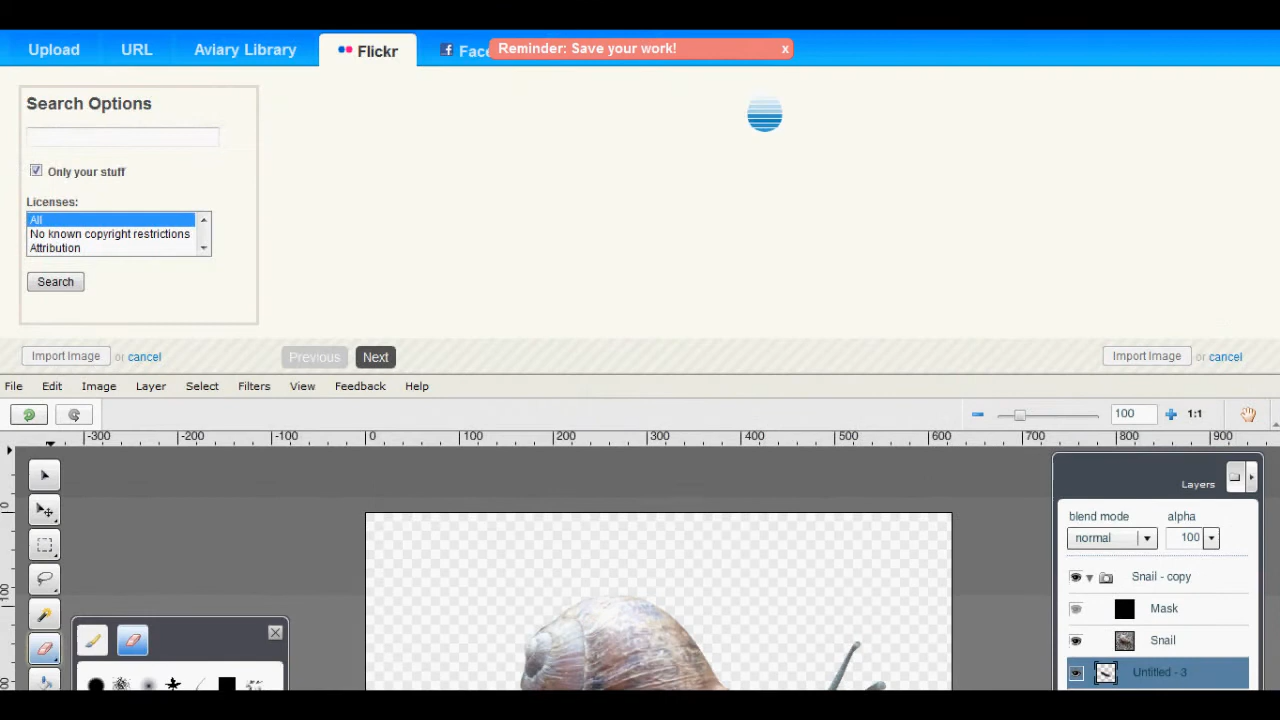 Upload URL Aviary Library Flickr Face Reminder: Save your work! x
Search Options
Only your stuff
Licenses:
All
No known copyright restrictions
Attribution
Search
Import Image or cancel Previous Next Import Image or cancel
File Edit Image Layer Select Filters View Feedback Help
100 1:1
-300 -200 -100 0 100 200 300 400 500 600 700 800 900
0
100
Layers
blend mode alpha
normal 100
Snail - copy
Mask
Snail
Untitled - 3